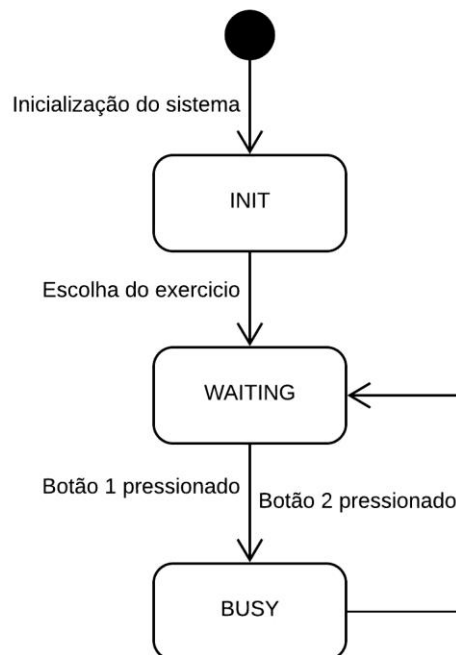 Inicialização do sistema
INIT
Escolha do exercicio
WAITING
Botão 1 pressionado
Botão 2 pressionado
BUSY